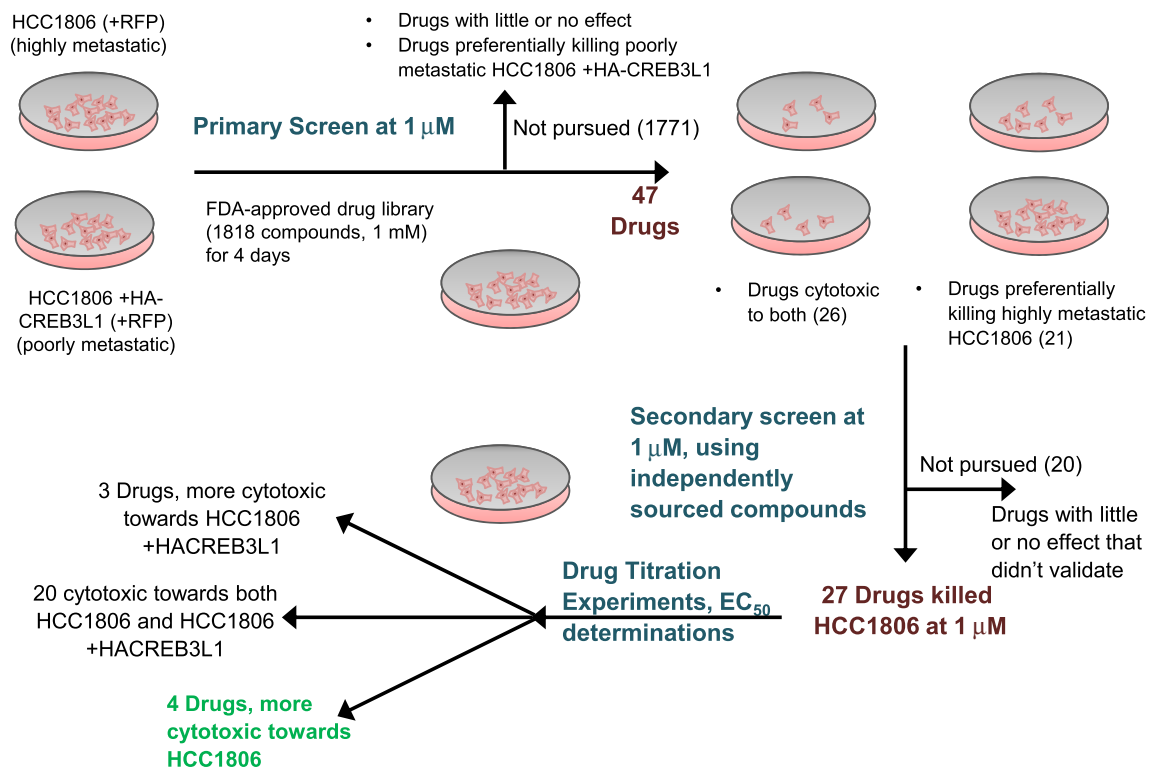 HCC1806 (+RFP)
(highly metastatic)
• Drugs with little or no effect
• Drugs preferentially killing poorly
metastatic HCC1806 +HA-CREB3L1
Primary Screen at 1 μM
Not pursued (1771)
47
Drugs
FDA-approved drug library
(1818 compounds, 1 mM)
for 4 days
HCC1806 +HA-
CREB3L1 (+RFP)
(poorly metastatic)
• Drugs cytotoxic
to both (26)
• Drugs preferentially
killing highly metastatic
HCC1806 (21)
Secondary screen at
1 μM, using
independently
sourced compounds
Not pursued (20)
Drugs with little
or no effect that
didn’t validate
27 Drugs killed
HCC1806 at 1 μM
Drug Titration
Experiments, EC50
determinations
3 Drugs, more cytotoxic
towards HCC1806
+HACREB3L1
20 cytotoxic towards both
HCC1806 and HCC1806
+HACREB3L1
4 Drugs, more
cytotoxic towards
HCC1806